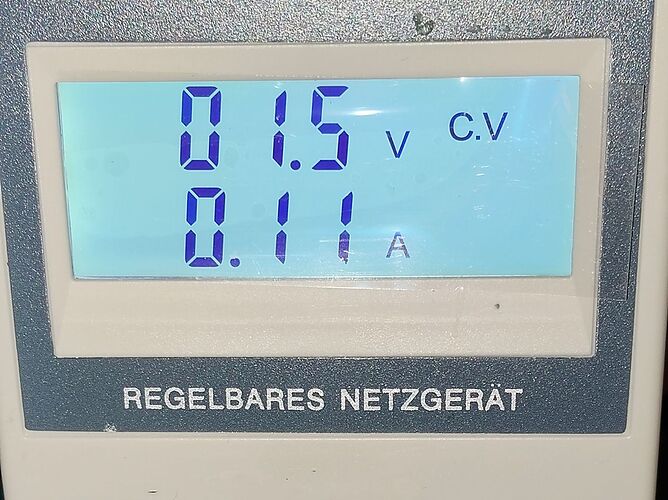 01.5 V C.V
0.11 A
REGELBARES NETZGERÄT